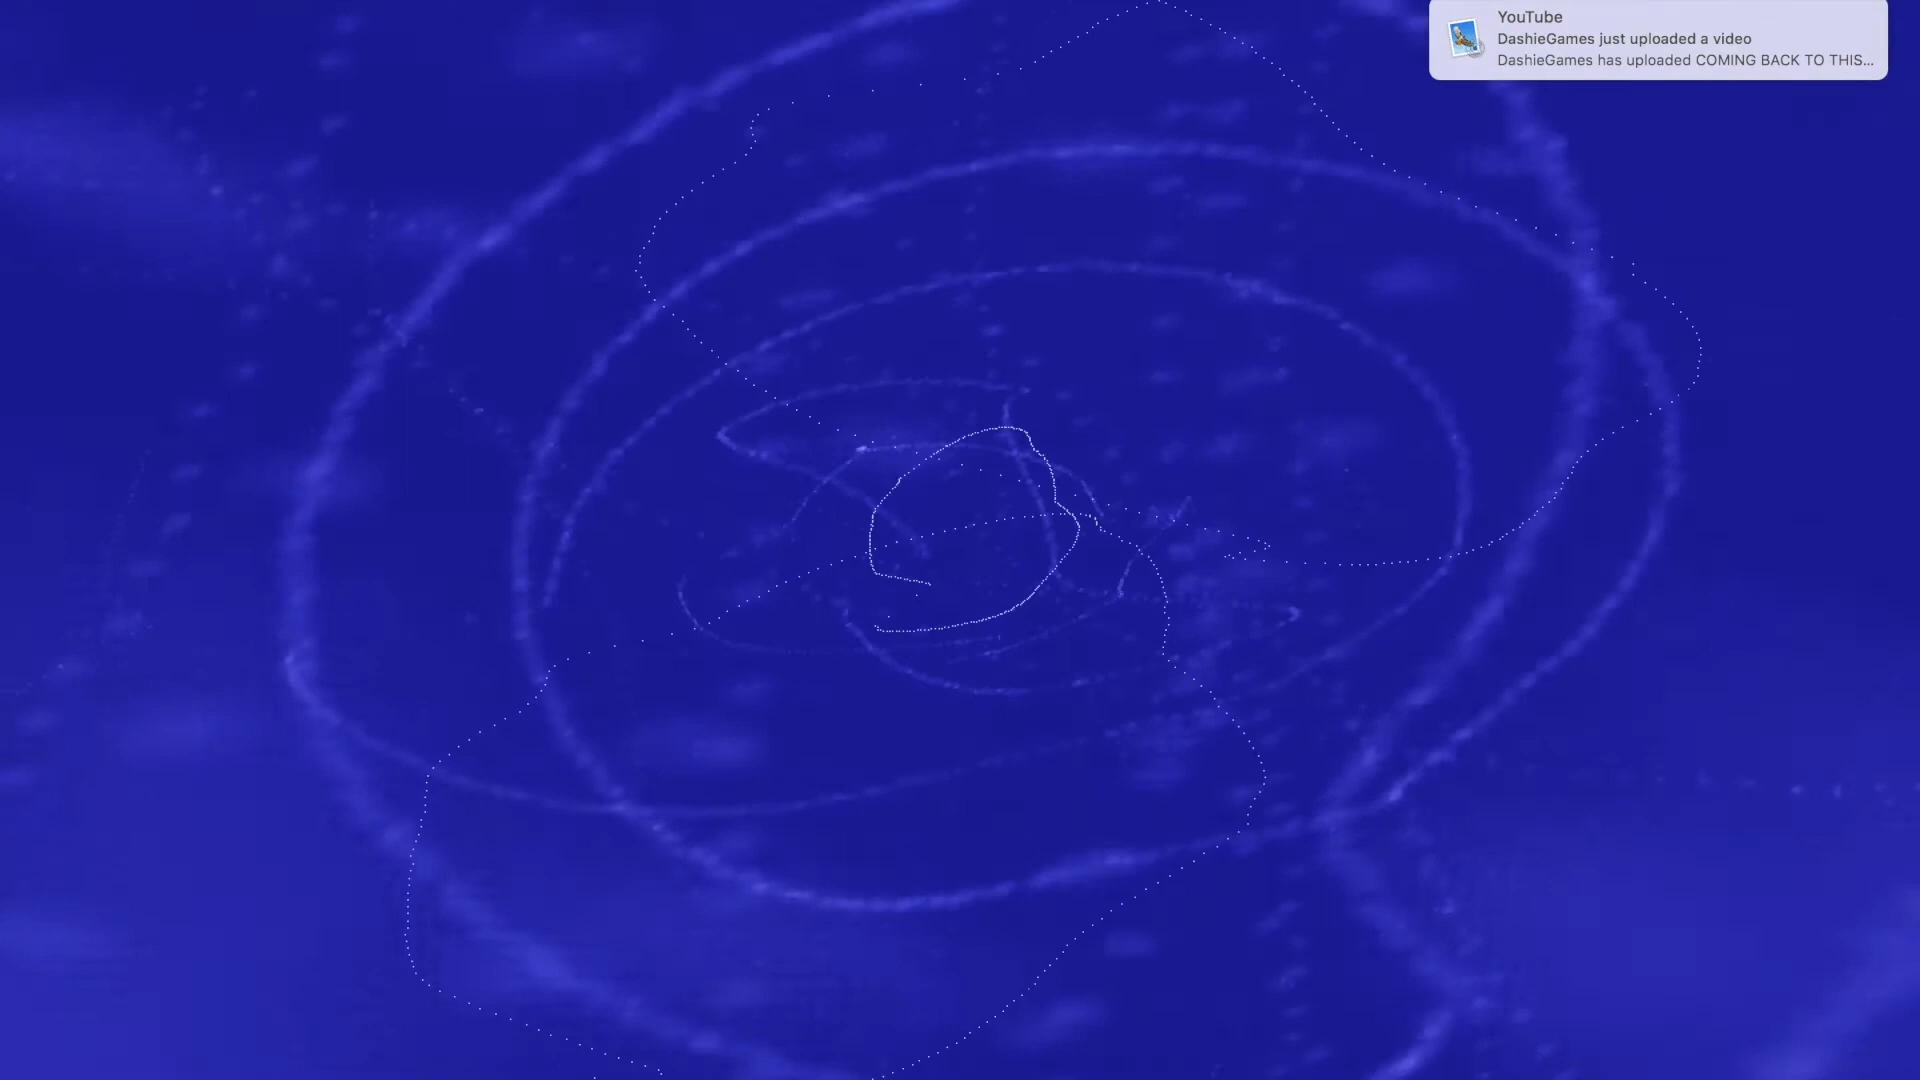 YouTube
DashieGames just uploaded a video
DashieGames has uploaded COMING BACK TO THIS...